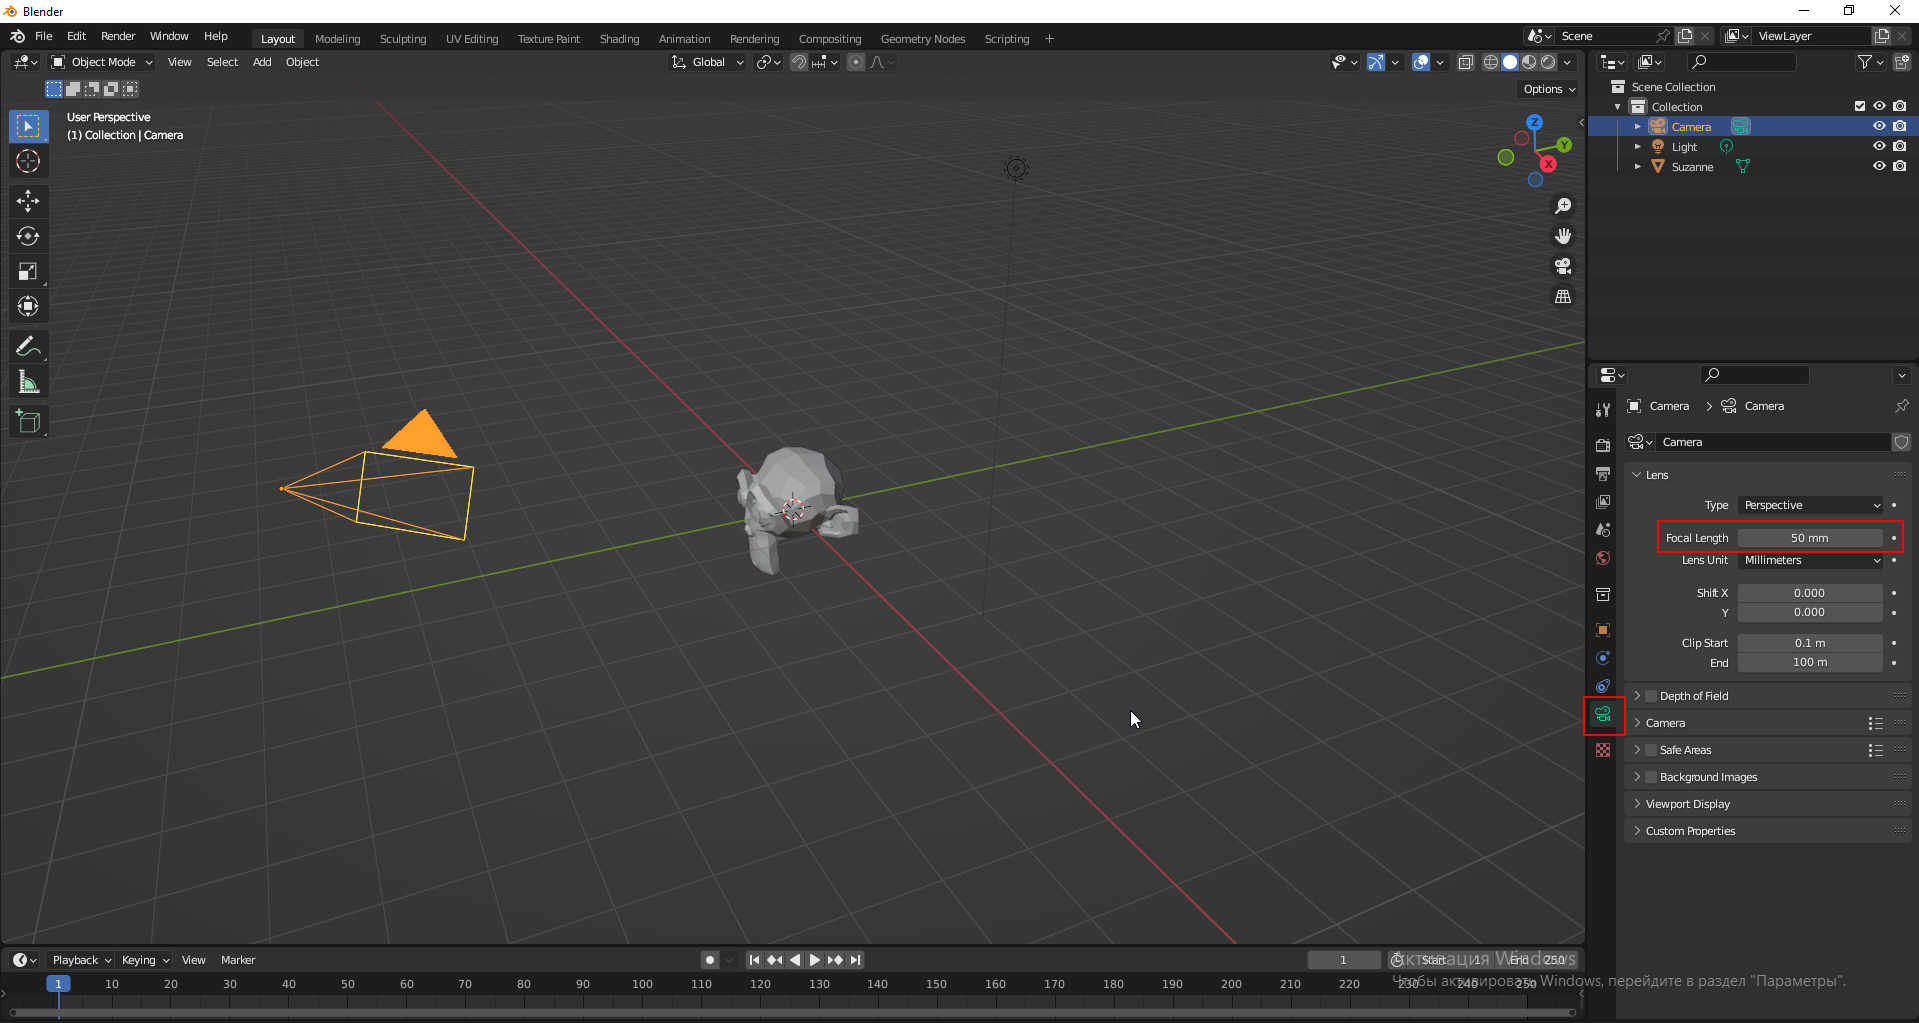 Blender
File Edit Render Window Help Layout Modeling Sculpting UV Editing Texture Paint Shading Animation Rendering Compositing Geometry Nodes Scripting + Scene ViewLayer
Object Mode View Select Add Object Global
Options
User Perspective
(1) Collection | Camera
Z
Y
X
Scene Collection
Collection
Camera
Light
Suzanne
Camera > Camera
Camera
Lens
Type Perspective
Focal Length 50 mm
Lens Unit Millimeters
Shift X 0.000
Y 0.000
Clip Start 0.1 m
End 100 m
Depth of Field
Camera
Safe Areas
Background Images
Viewport Display
Custom Properties
Playback Keying View Marker 1 Start 1 End 250
Активация Windows
1 10 20 30 40 50 60 70 80 90 100 110 120 130 140 150 160 170 180 190 200 210 220 230 240 250
Чтобы активировать Windows, перейдите в раздел "Параметры".